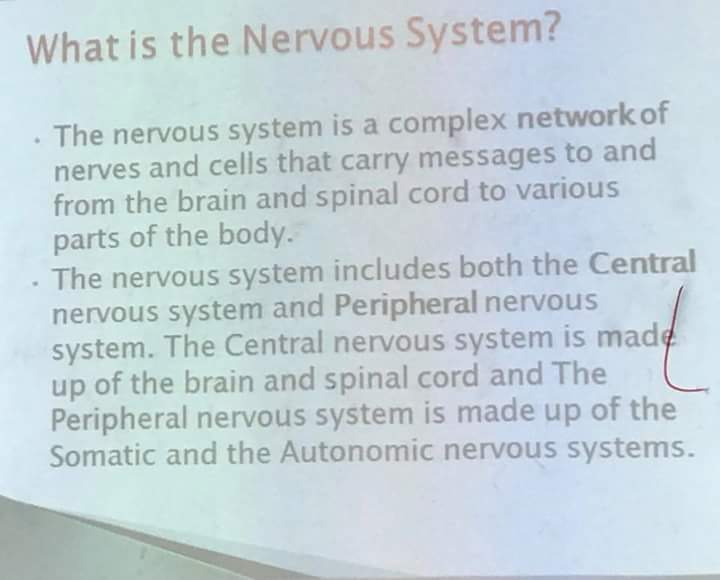 What is the Nervous System?
· The nervous system is a complex network of
nerves and cells that carry messages to and
from the brain and spinal cord to various
parts of the body.
· The nervous system includes both the Central
nervous system and Peripheral nervous
system. The Central nervous system is made
up of the brain and spinal cord and The
Peripheral nervous system is made up of the
Somatic and the Autonomic nervous systems.